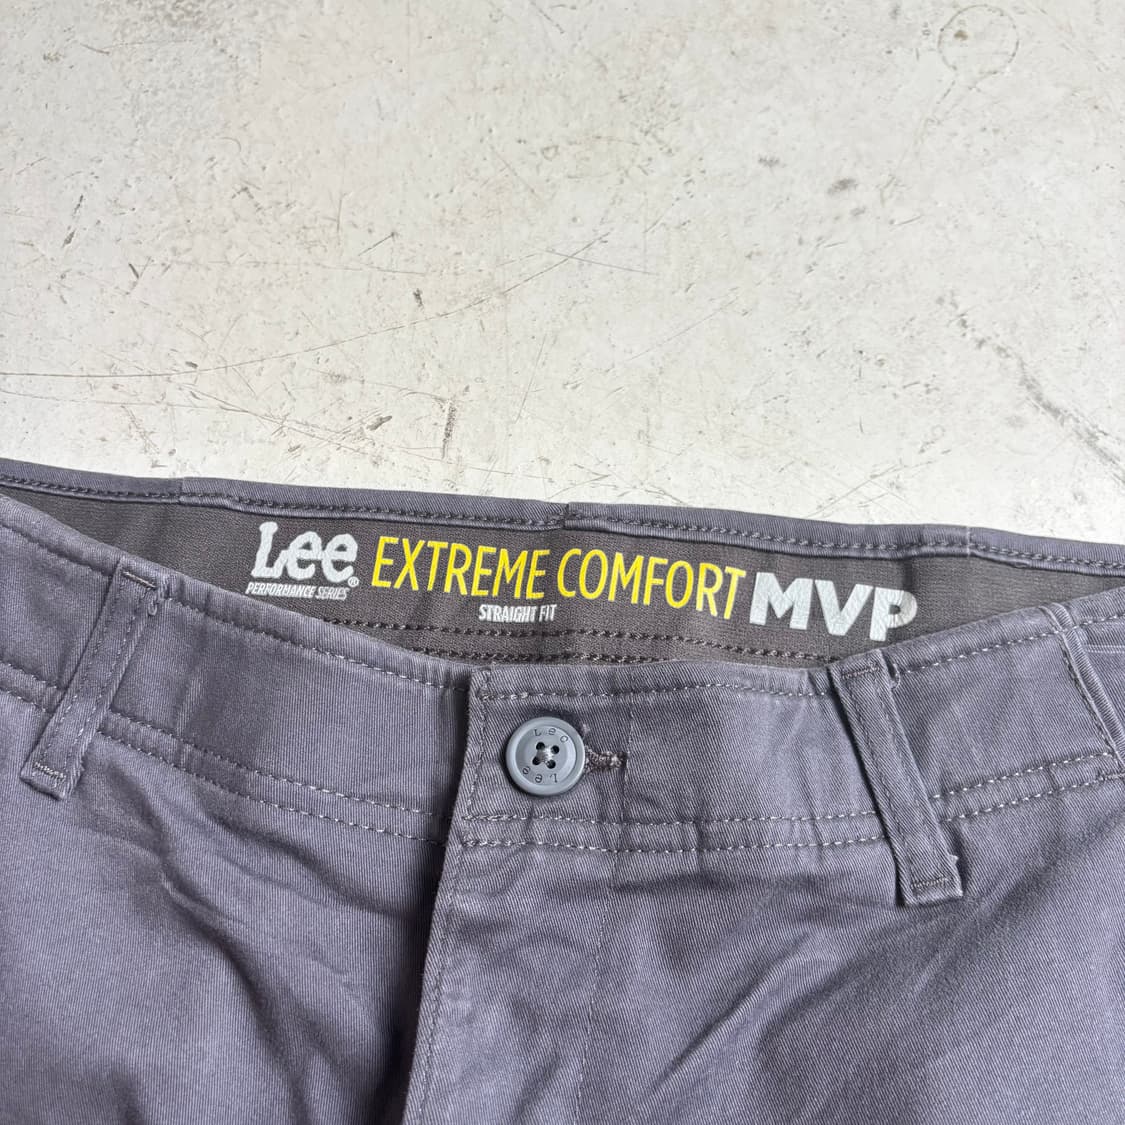 Lee® EXTREME COMFORT MVP
PERFORMANCE SERIES
STRAIGHT FIT
Lee
Lee